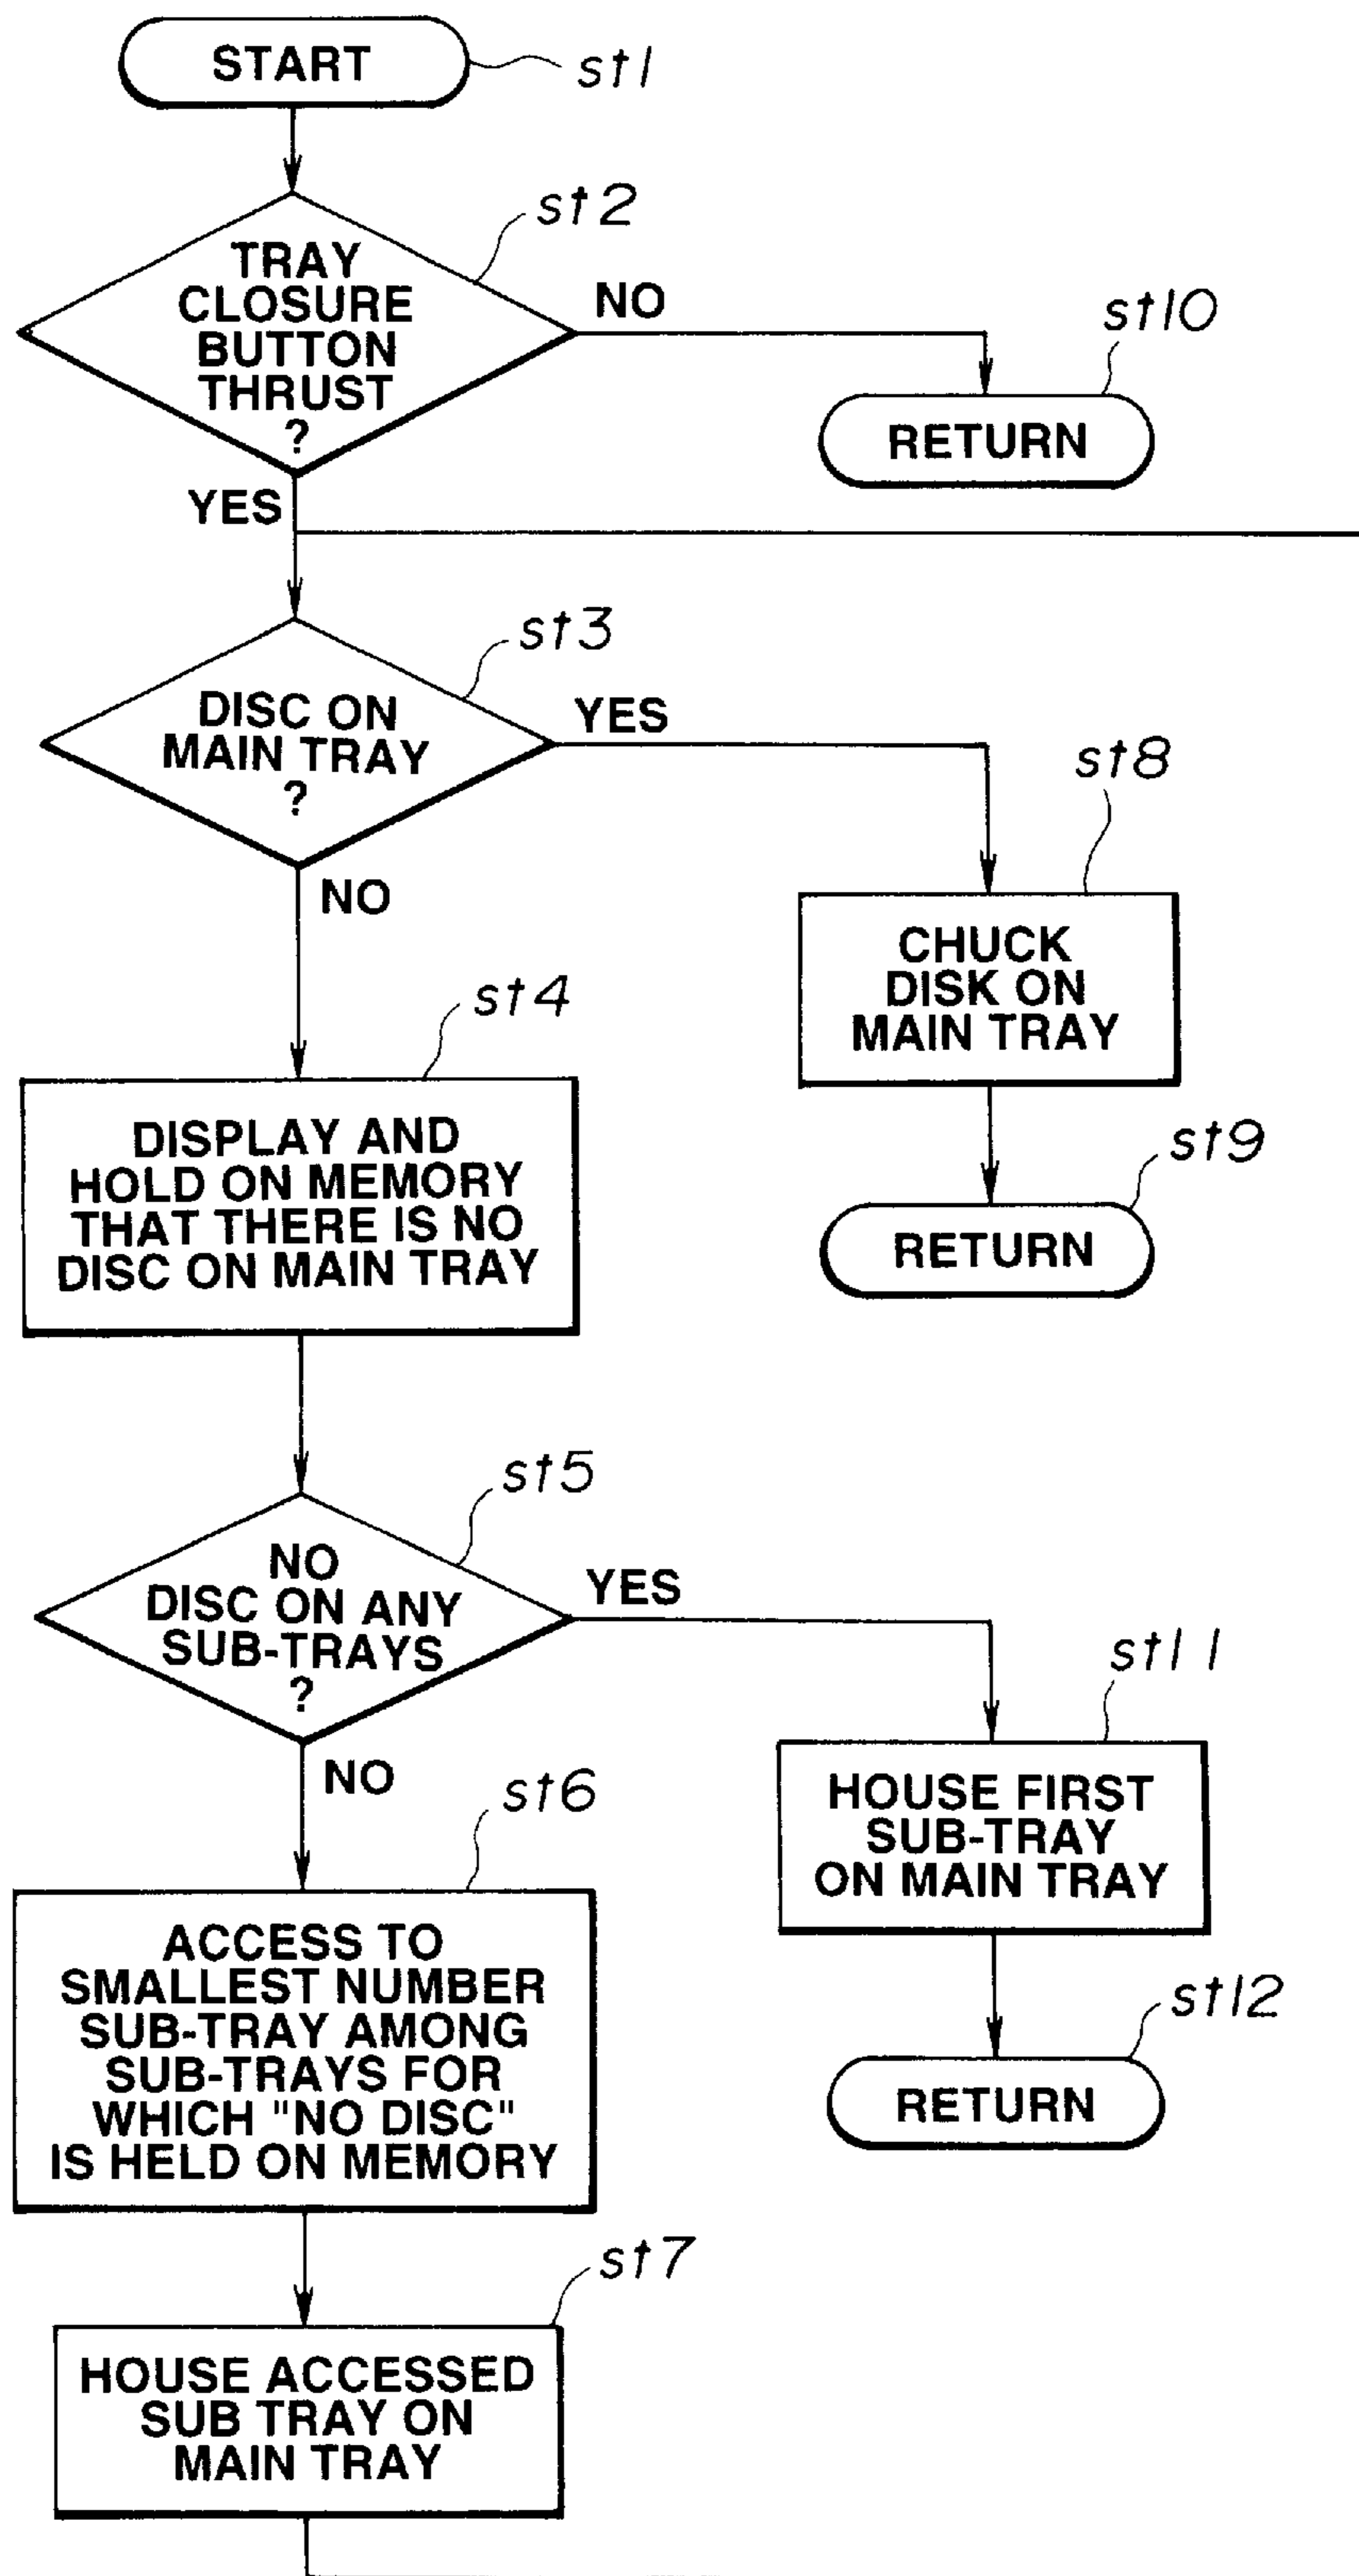 START
st1
st2
TRAY
CLOSURE
BUTTON
THRUST
?
NO
st10
RETURN
YES
st3
DISC ON
MAIN TRAY
?
YES
st8
NO
CHUCK
DISK ON
MAIN TRAY
st4
DISPLAY AND
HOLD ON MEMORY
THAT THERE IS NO
DISC ON MAIN TRAY
st9
RETURN
st5
NO
DISC ON ANY
SUB-TRAYS
?
YES
st11
NO
HOUSE FIRST
SUB-TRAY
ON MAIN TRAY
st6
ACCESS TO
SMALLEST NUMBER
SUB-TRAY AMONG
SUB-TRAYS FOR
WHICH "NO DISC"
IS HELD ON MEMORY
st12
RETURN
st7
HOUSE ACCESSED
SUB TRAY ON
MAIN TRAY